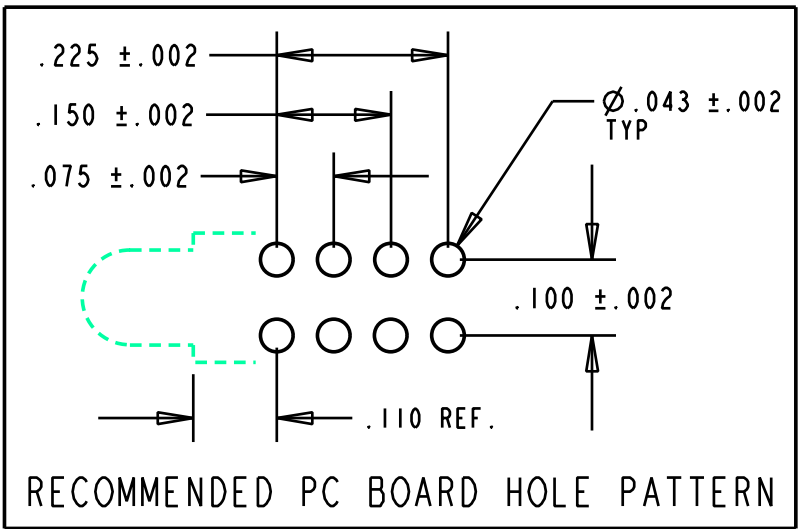 .225 ±.002
.150 ±.002
.075 ±.002
Ø.043 ±.002
TYP
.100 ±.002
.110 REF.
RECOMMENDED PC BOARD HOLE PATTERN